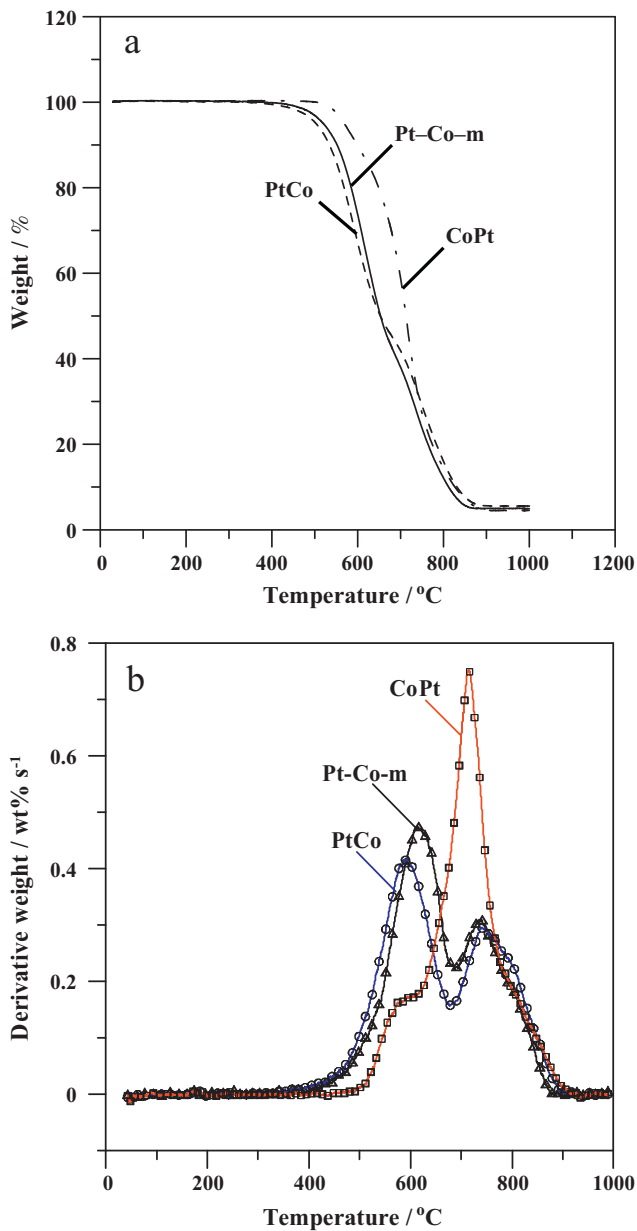 a
120
100
80
60
40
20
0
Weight / %
Pt–Co–m
PtCo
CoPt
0 200 400 600 800 1000 1200
Temperature / °C
b
0.8
0.6
0.4
0.2
0
Derivative weight / wt% s⁻¹
CoPt
Pt-Co-m
PtCo
0 200 400 600 800 1000
Temperature / °C